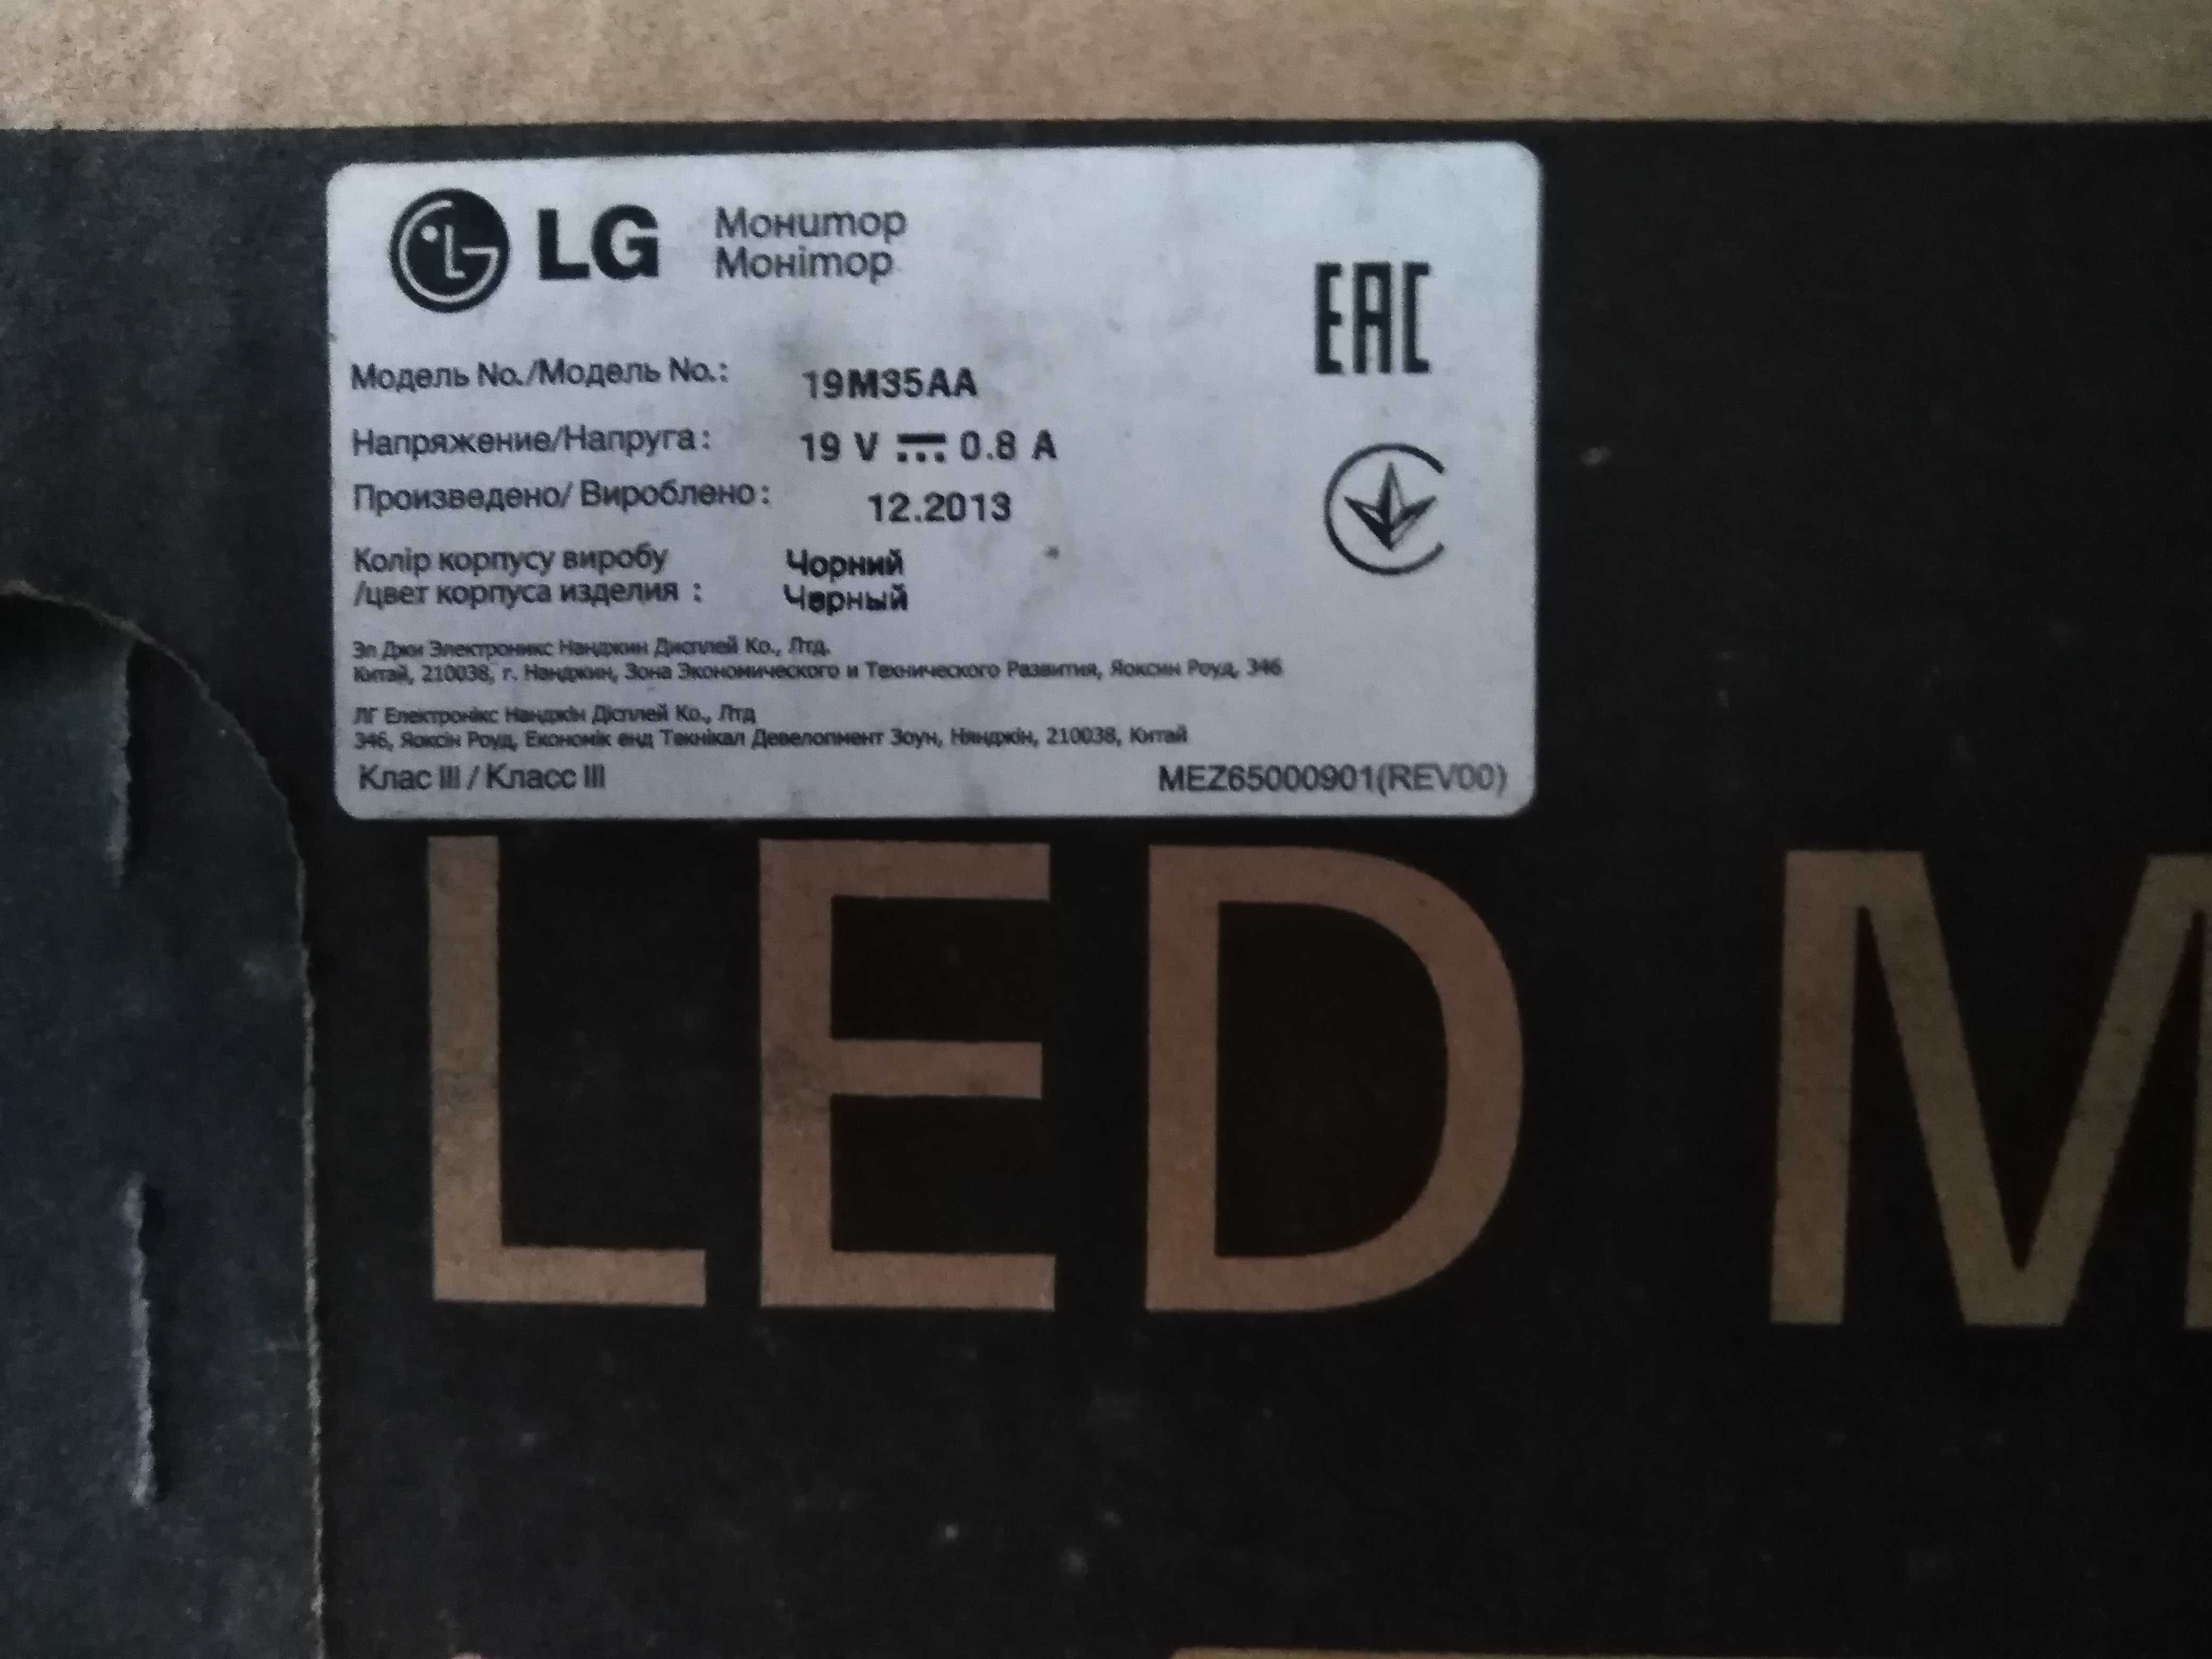 LG Монитор
Монітор
EAC
Модель No./Модель No.: 19M35AA
Напряжение/Напруга: 19 V 0.8 A
Произведено/ Вироблено: 12.2013
Колір корпусу виробу Чорний
/цвет корпуса изделия : Черный
Эл Джи Электроникс Нанджин Дисплей Ко., Лтд.
Китай, 210038, г. Нанджин, Зона Экономического и Технического Развития, Яоксин Роуд, 346
ЛГ Електронікс Нанджін Дісплей Ко., Лтд
346, Яоксін Роуд, Економік енд Текнікал Девелопмент Зоун, Нянджін, 210038, Китай
Клас III / Класс III MEZ65000901(REV00)
LED M